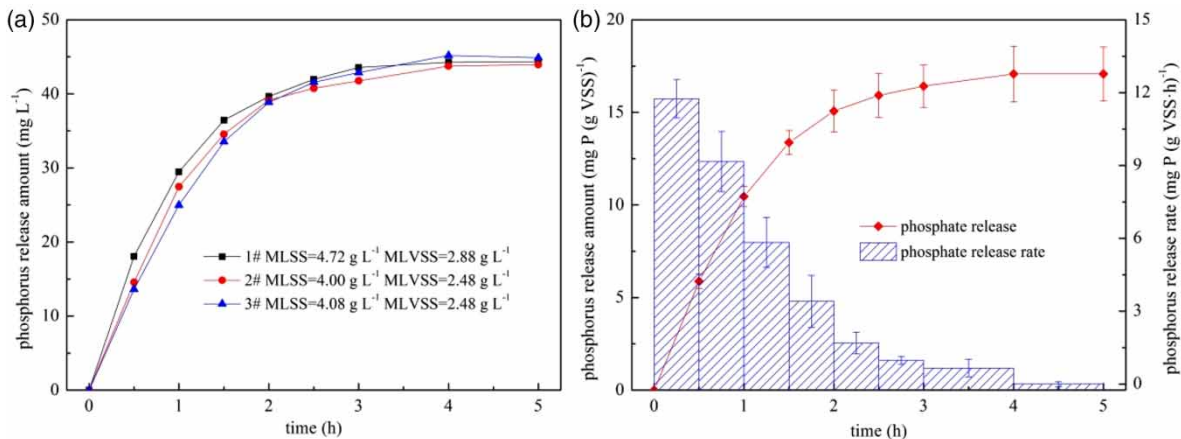 (a)
50
40
30
20
10
0
phosphorus release amount (mg L⁻¹)
1# MLSS=4.72 g L⁻¹ MLVSS=2.88 g L⁻¹
2# MLSS=4.00 g L⁻¹ MLVSS=2.48 g L⁻¹
3# MLSS=4.08 g L⁻¹ MLVSS=2.48 g L⁻¹
0 1 2 3 4 5
time (h)
(b)
20
15
10
5
0
phosphorus release amount (mg P (g VSS)⁻¹)
phosphate release
phosphate release rate
15
12
9
6
3
0
phosphorus release rate (mg P (g VSS·h)⁻¹)
0 1 2 3 4 5
time (h)